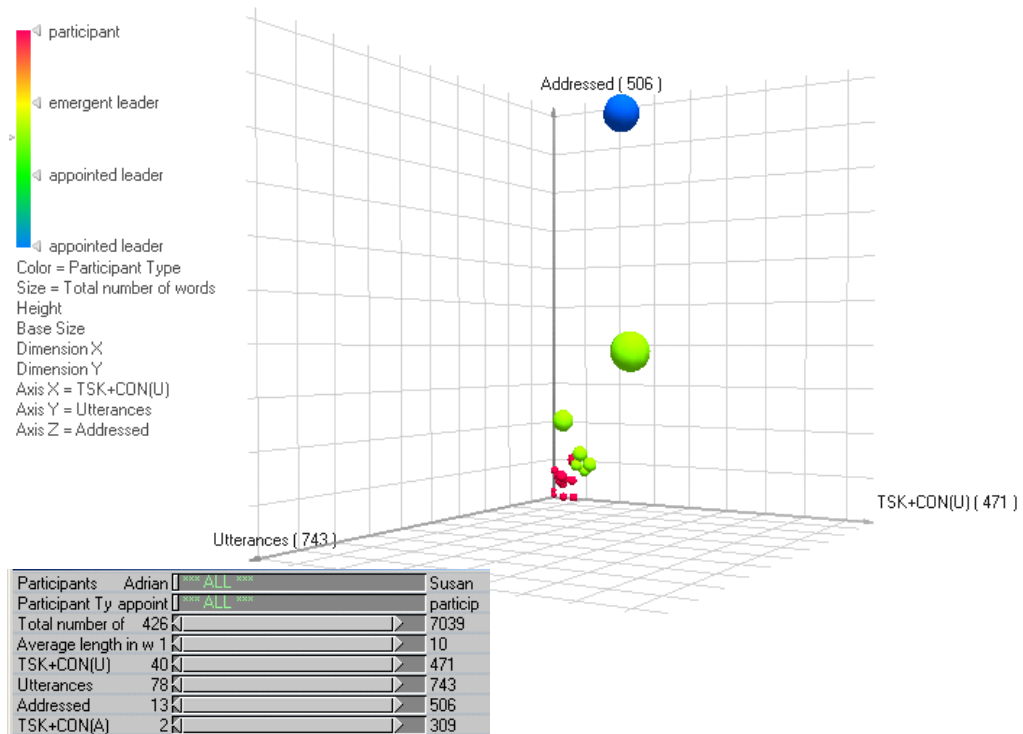 participant
emergent leader
appointed leader
appointed leader
Color = Participant Type
Size = Total number of words
Height
Base Size
Dimension X
Dimension Y
Axis X = TSK+CON(U)
Axis Y = Utterances
Axis Z = Addressed
Addressed ( 506 )
TSK+CON(U) ( 471 )
Utterances ( 743 )
Participants Adrian *** ALL *** Susan
Participant Ty appoint *** ALL *** particip
Total number of 426 7039
Average length in w 1 10
TSK+CON(U) 40 471
Utterances 78 743
Addressed 13 506
TSK+CON(A) 2 309